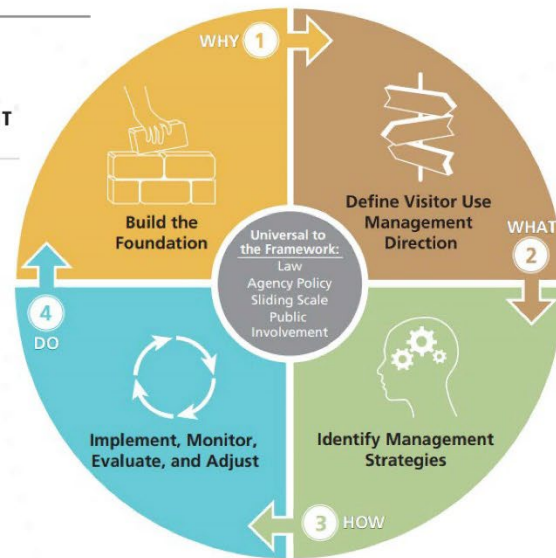 T
WHY 1
Build the
Foundation
Define Visitor Use
Management
Direction
WHAT
2
Universal to
the Framework:
Law
Agency Policy
Sliding Scale
Public
Involvement
Identify Management
Strategies
3 HOW
Implement, Monitor,
Evaluate, and Adjust
4
DO